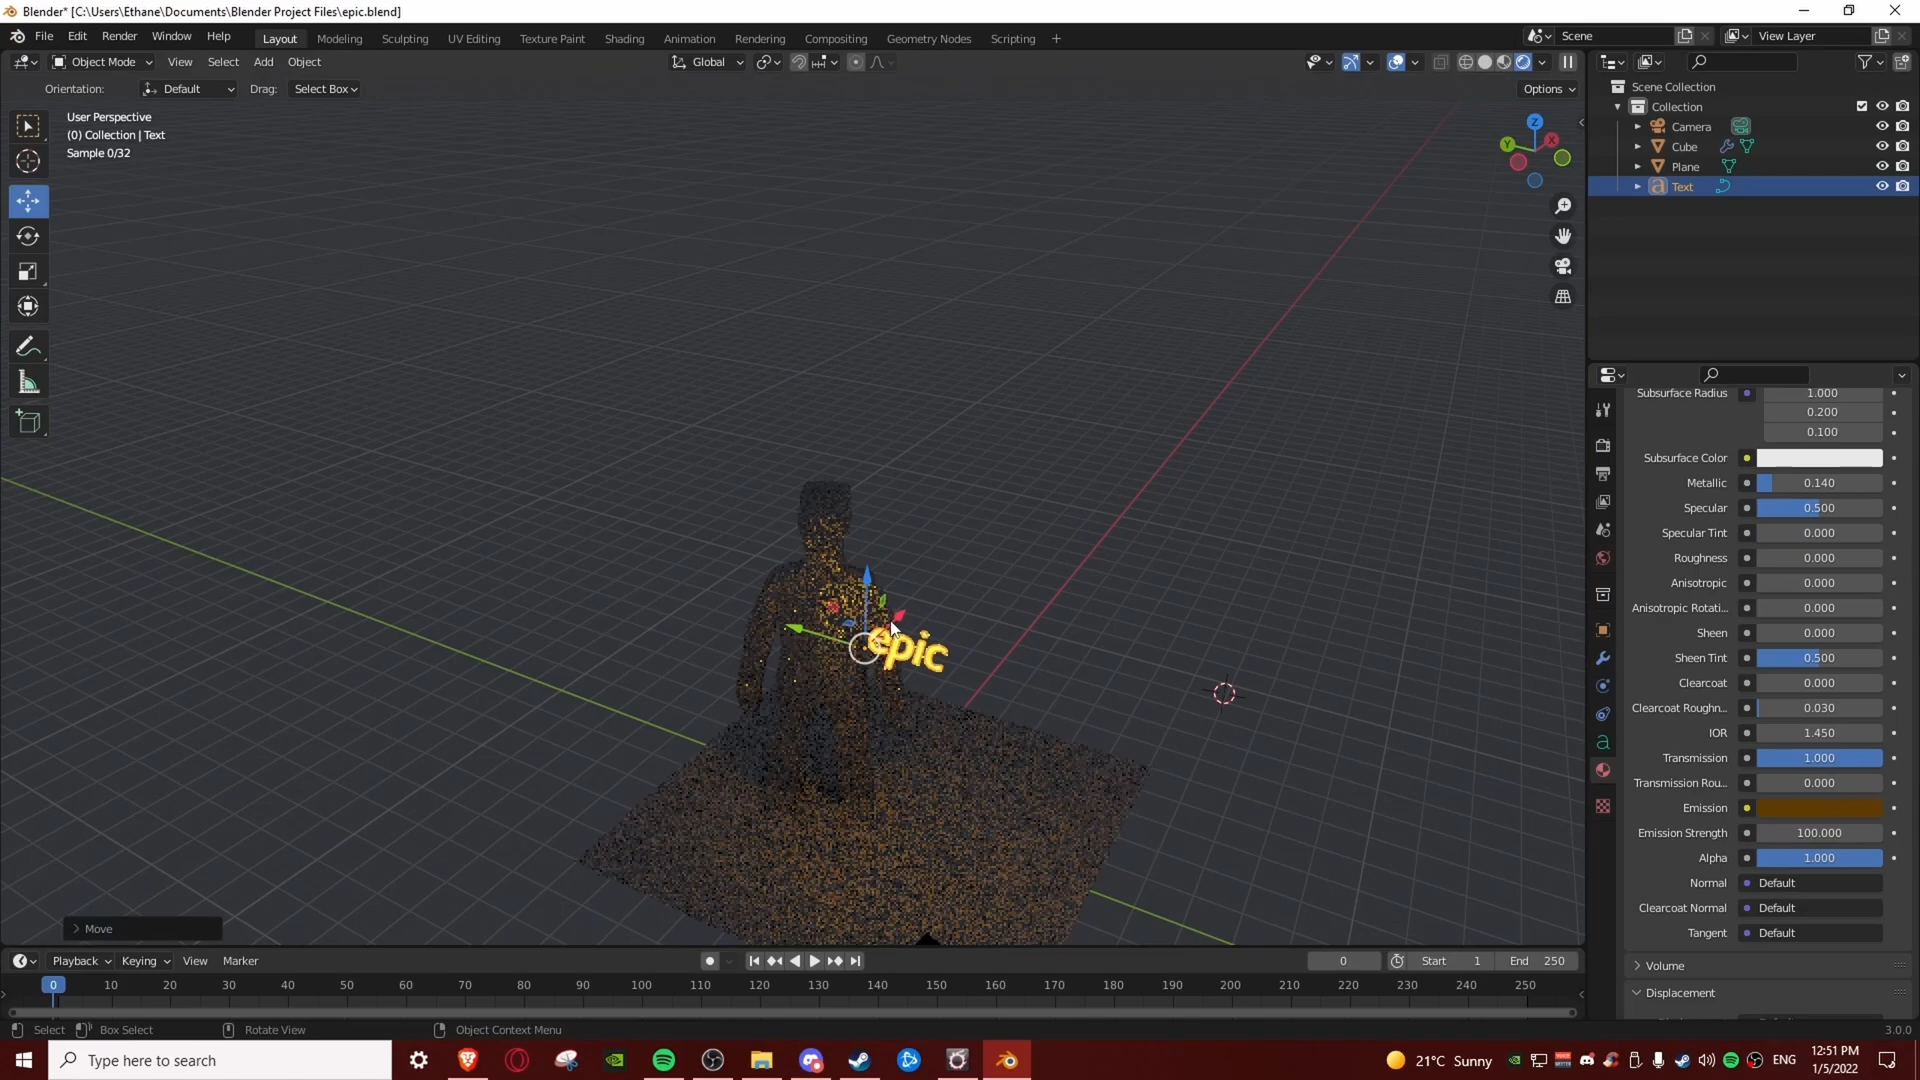 Blender* [C:\Users\Ethane\Documents\Blender Project Files\epic.blend]
File Edit Render Window Help
Layout Modeling Sculpting UV Editing Texture Paint Shading Animation Rendering Compositing Geometry Nodes Scripting +
Scene
View Layer
Object Mode View Select Add Object
Global
Orientation: Default Drag: Select Box
Options
User Perspective
(0) Collection | Text
Sample 0/32
Z
Y
X
epic
Move
Scene Collection
Collection
Camera
Cube
Plane
Text
Subsurface Radius 1.000
0.200
0.100
Subsurface Color
Metallic 0.140
Specular 0.500
Specular Tint 0.000
Roughness 0.000
Anisotropic 0.000
Anisotropic Rotati... 0.000
Sheen 0.000
Sheen Tint 0.500
Clearcoat 0.000
Clearcoat Roughn... 0.030
IOR 1.450
Transmission 1.000
Transmission Rou... 0.000
Emission
Emission Strength 100.000
Alpha 1.000
Normal Default
Clearcoat Normal Default
Tangent Default
Volume
Displacement
Playback Keying View Marker
0 Start 1 End 250
0 10 20 30 40 50 60 70 80 90 100 110 120 130 140 150 160 170 180 190 200 210 220 230 240 250
Select Box Select Rotate View Object Context Menu
3.0.0
Type here to search
21°C Sunny
ENG
12:51 PM
1/5/2022